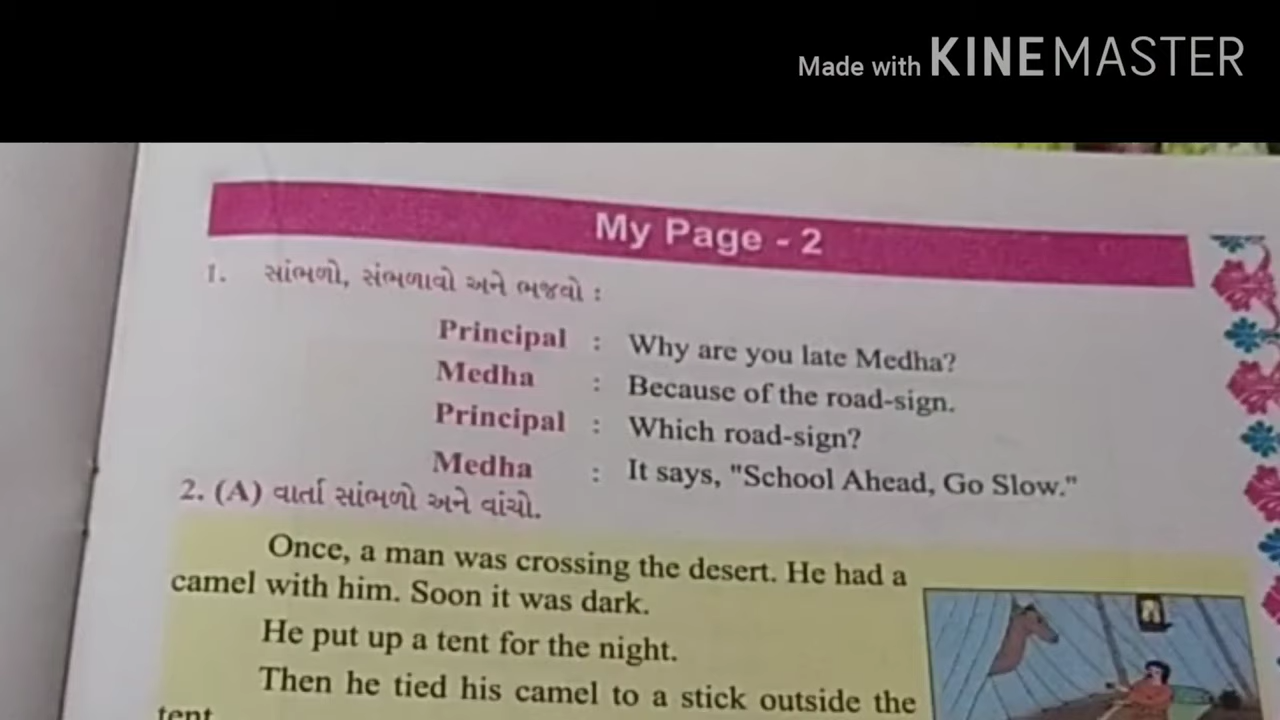 Made with KINEMASTER
My Page - 2
1. સાંભળો, સંભળાવો અને ભજવો :
Principal : Why are you late Medha?
Medha : Because of the road-sign.
Principal : Which road-sign?
Medha : It says, "School Ahead, Go Slow."
2. (A) વાર્તા સાંભળો અને વાંચો.
Once, a man was crossing the desert. He had a
camel with him. Soon it was dark.
He put up a tent for the night.
Then he tied his camel to a stick outside the
tent